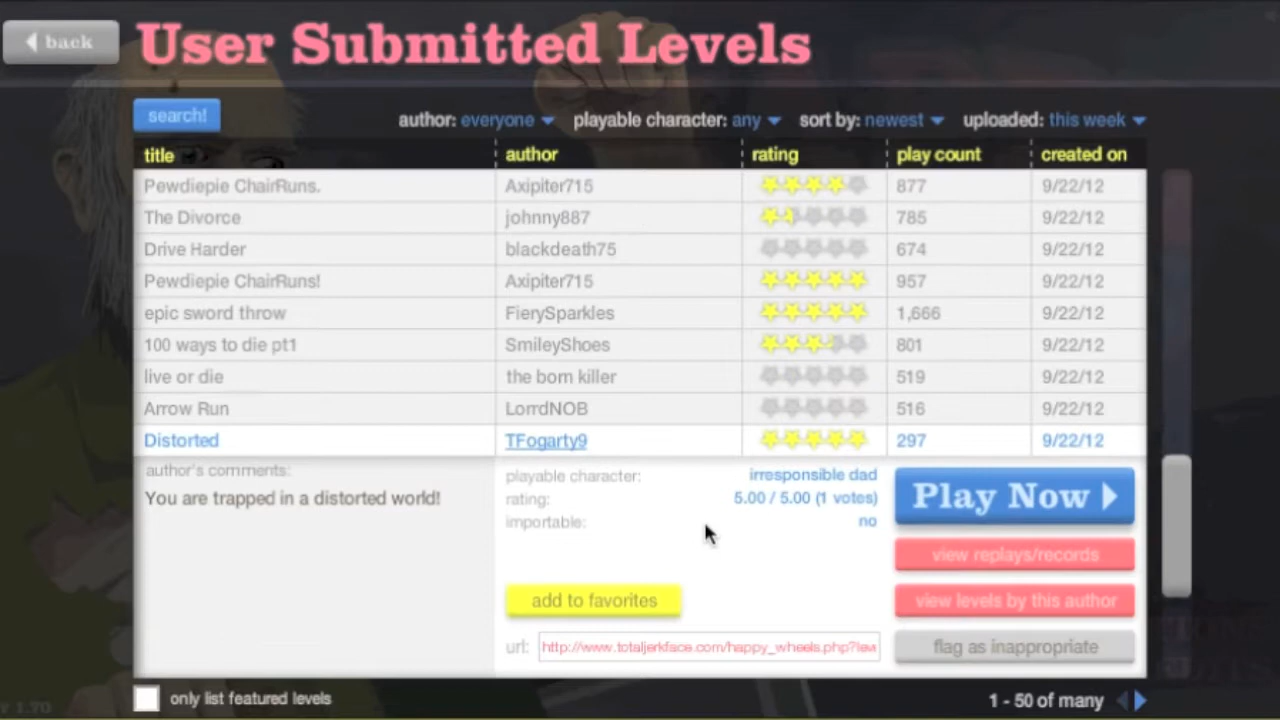 back
User Submitted Levels
search!
author: everyone playable character: any sort by: newest uploaded: this week
title author rating play count created on
Pewdiepie ChairRuns. Axipiter715 877 9/22/12
The Divorce johnny887 785 9/22/12
Drive Harder blackdeath75 674 9/22/12
Pewdiepie ChairRuns! Axipiter715 957 9/22/12
epic sword throw FierySparkles 1,666 9/22/12
100 ways to die pt1 SmileyShoes 801 9/22/12
live or die the born killer 519 9/22/12
Arrow Run LorrdNOB 516 9/22/12
Distorted TFogarty9 297 9/22/12
author's comments:
You are trapped in a distorted world!
playable character: irresponsible dad
rating: 5.00 / 5.00 (1 votes)
importable: no
Play Now
view replays/records
add to favorites
view levels by this author
url: http://www.totaljerkface.com/happy_wheels.php?lev
flag as inappropriate
only list featured levels
1 - 50 of many
v 1.70